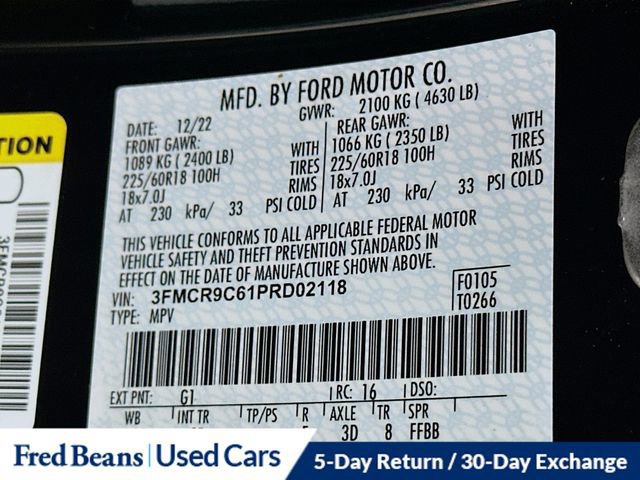 MFD. BY FORD MOTOR CO.
DATE: 12/22
GVWR: 2100 KG ( 4630 LB)
FRONT GAWR:
1089 KG ( 2400 LB) WITH
225/60R18 100H TIRES
18x7.0J RIMS
AT 230 kPa/ 33 PSI COLD
REAR GAWR:
1066 KG ( 2350 LB) WITH
225/60R18 100H TIRES
18x7.0J RIMS
AT 230 kPa/ 33 PSI COLD
THIS VEHICLE CONFORMS TO ALL APPLICABLE FEDERAL MOTOR
VEHICLE SAFETY AND THEFT PREVENTION STANDARDS IN
EFFECT ON THE DATE OF MANUFACTURE SHOWN ABOVE.
VIN: 3FMCR9C61PRD02118
TYPE: MPV
F0105
T0266
EXT PNT: G1 RC: 16 DSO:
WB INT TR TP/PS R AXLE TR SPR
3D 8 FFBB
TION
Fred Beans Used Cars
5-Day Return / 30-Day Exchange